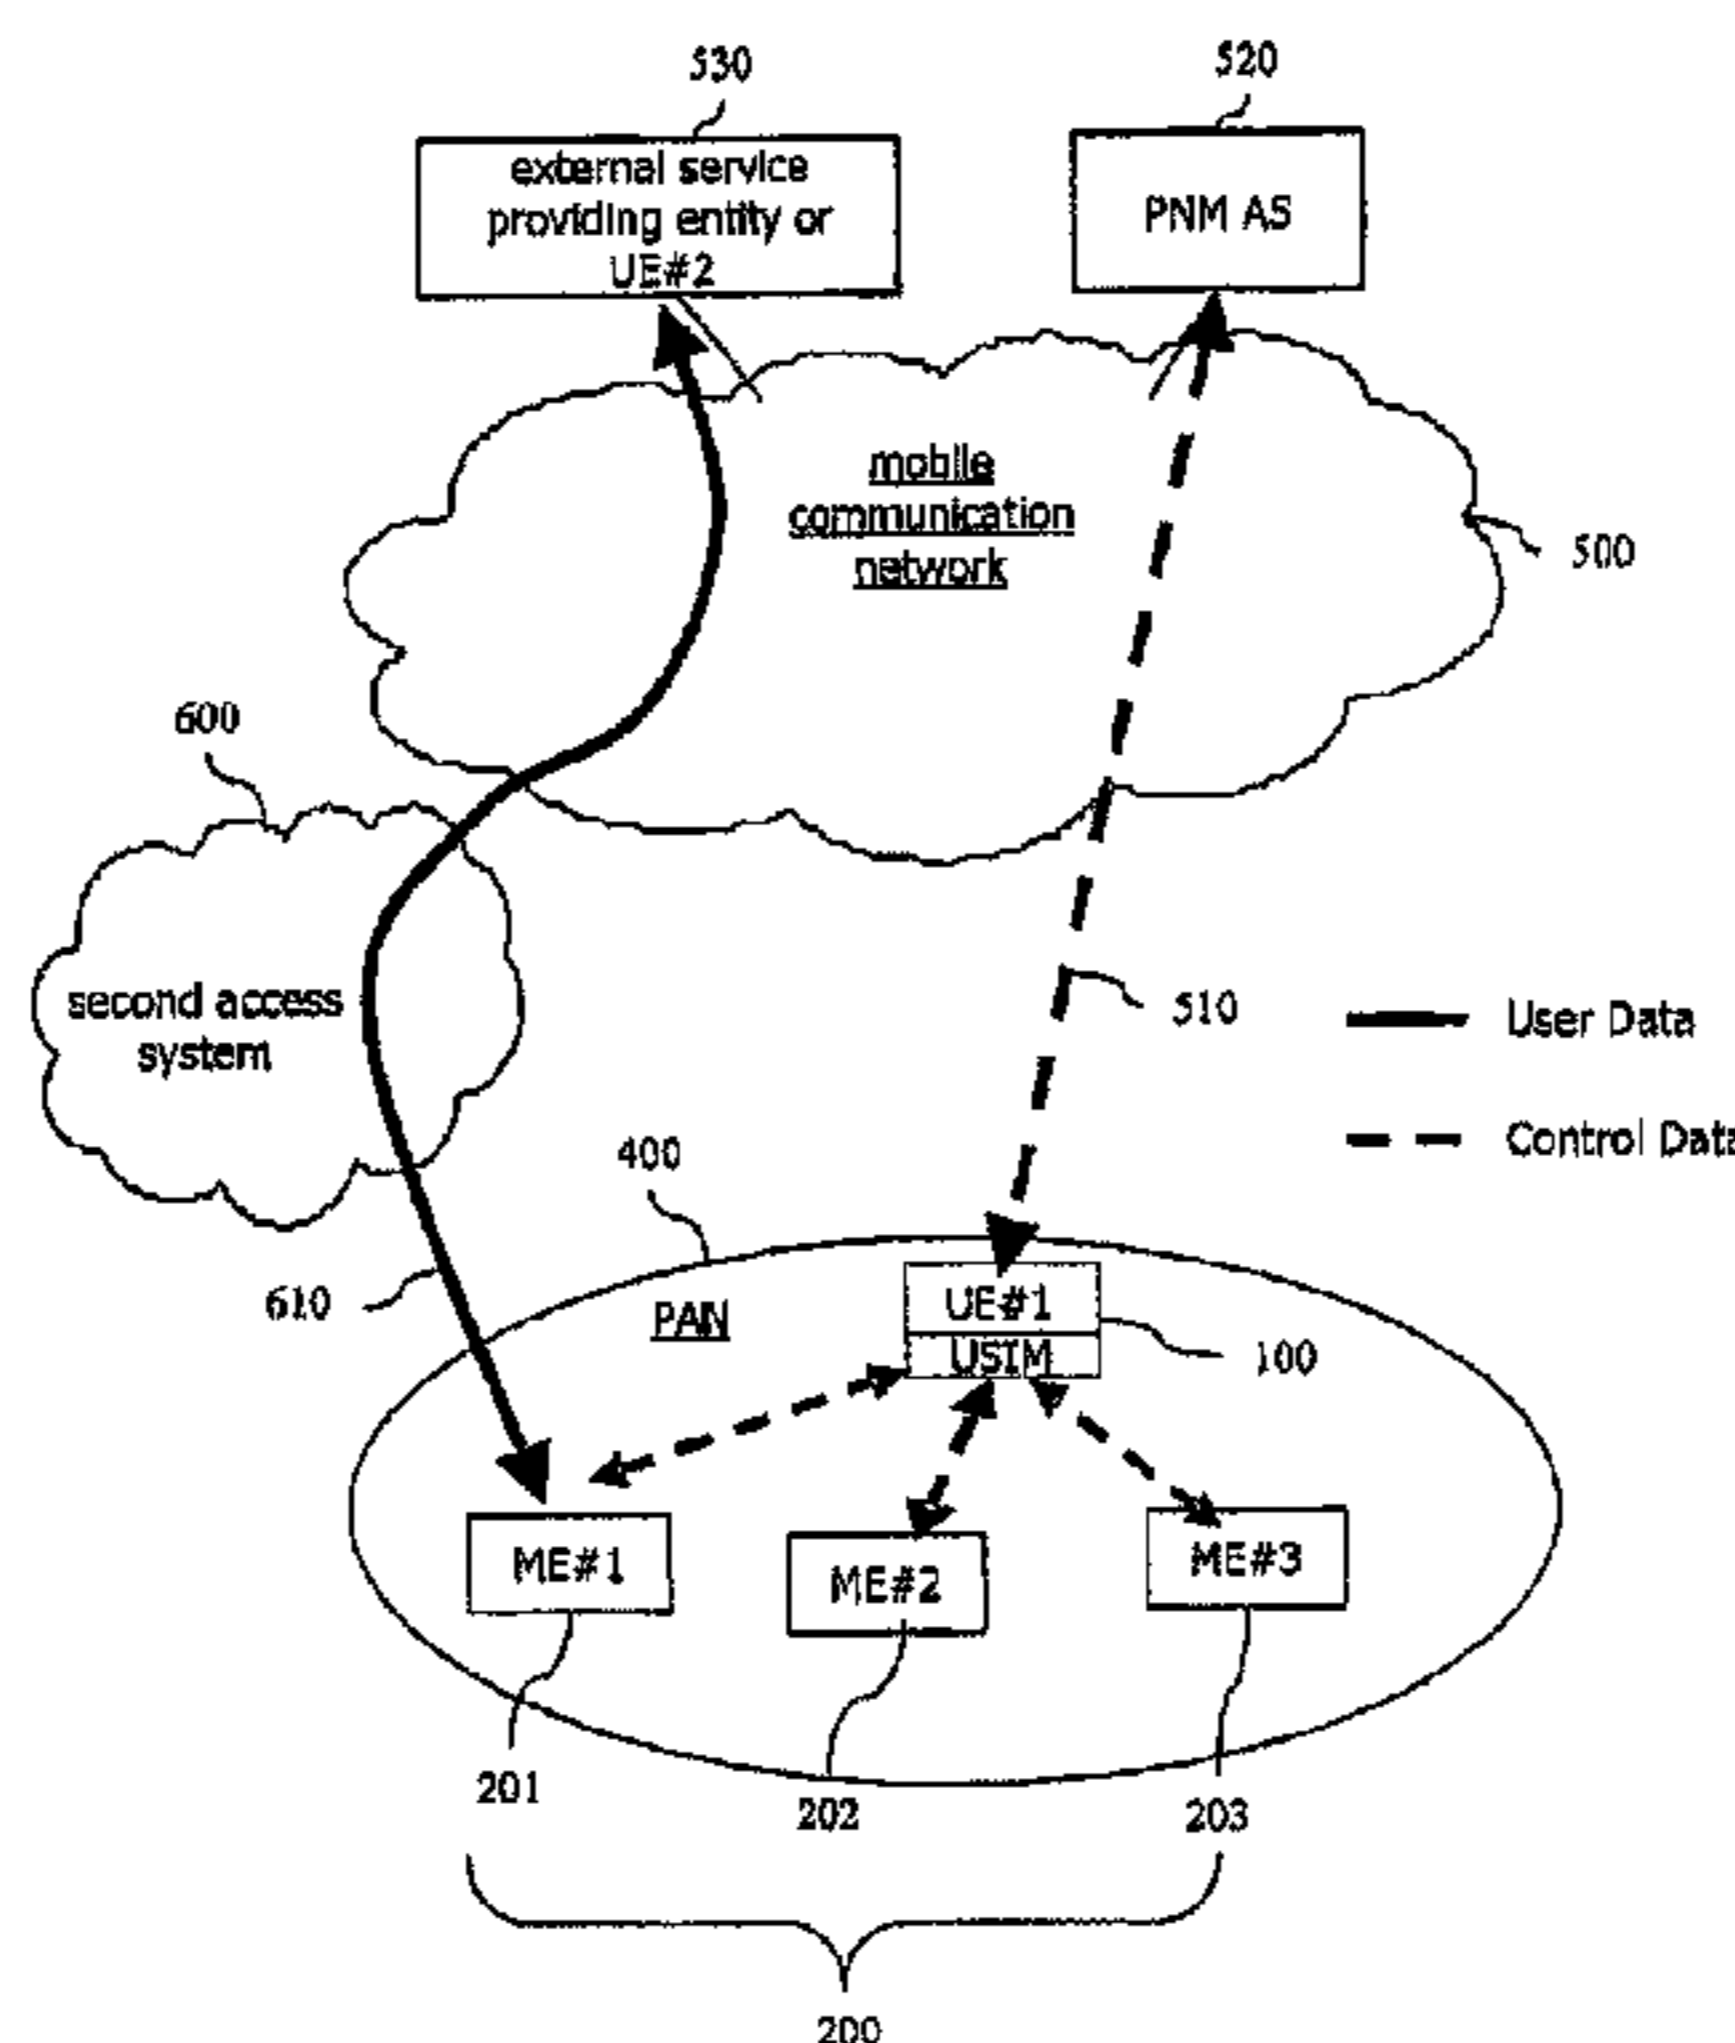 530
520
external service
providing entity or
UE#2
PNM AS
mobile
communication
network
500
600
second access
system
510
User Data
Control Data
400
610
PAN
UE#1
USIM
100
ME#1
ME#2
ME#3
201
202
203
200